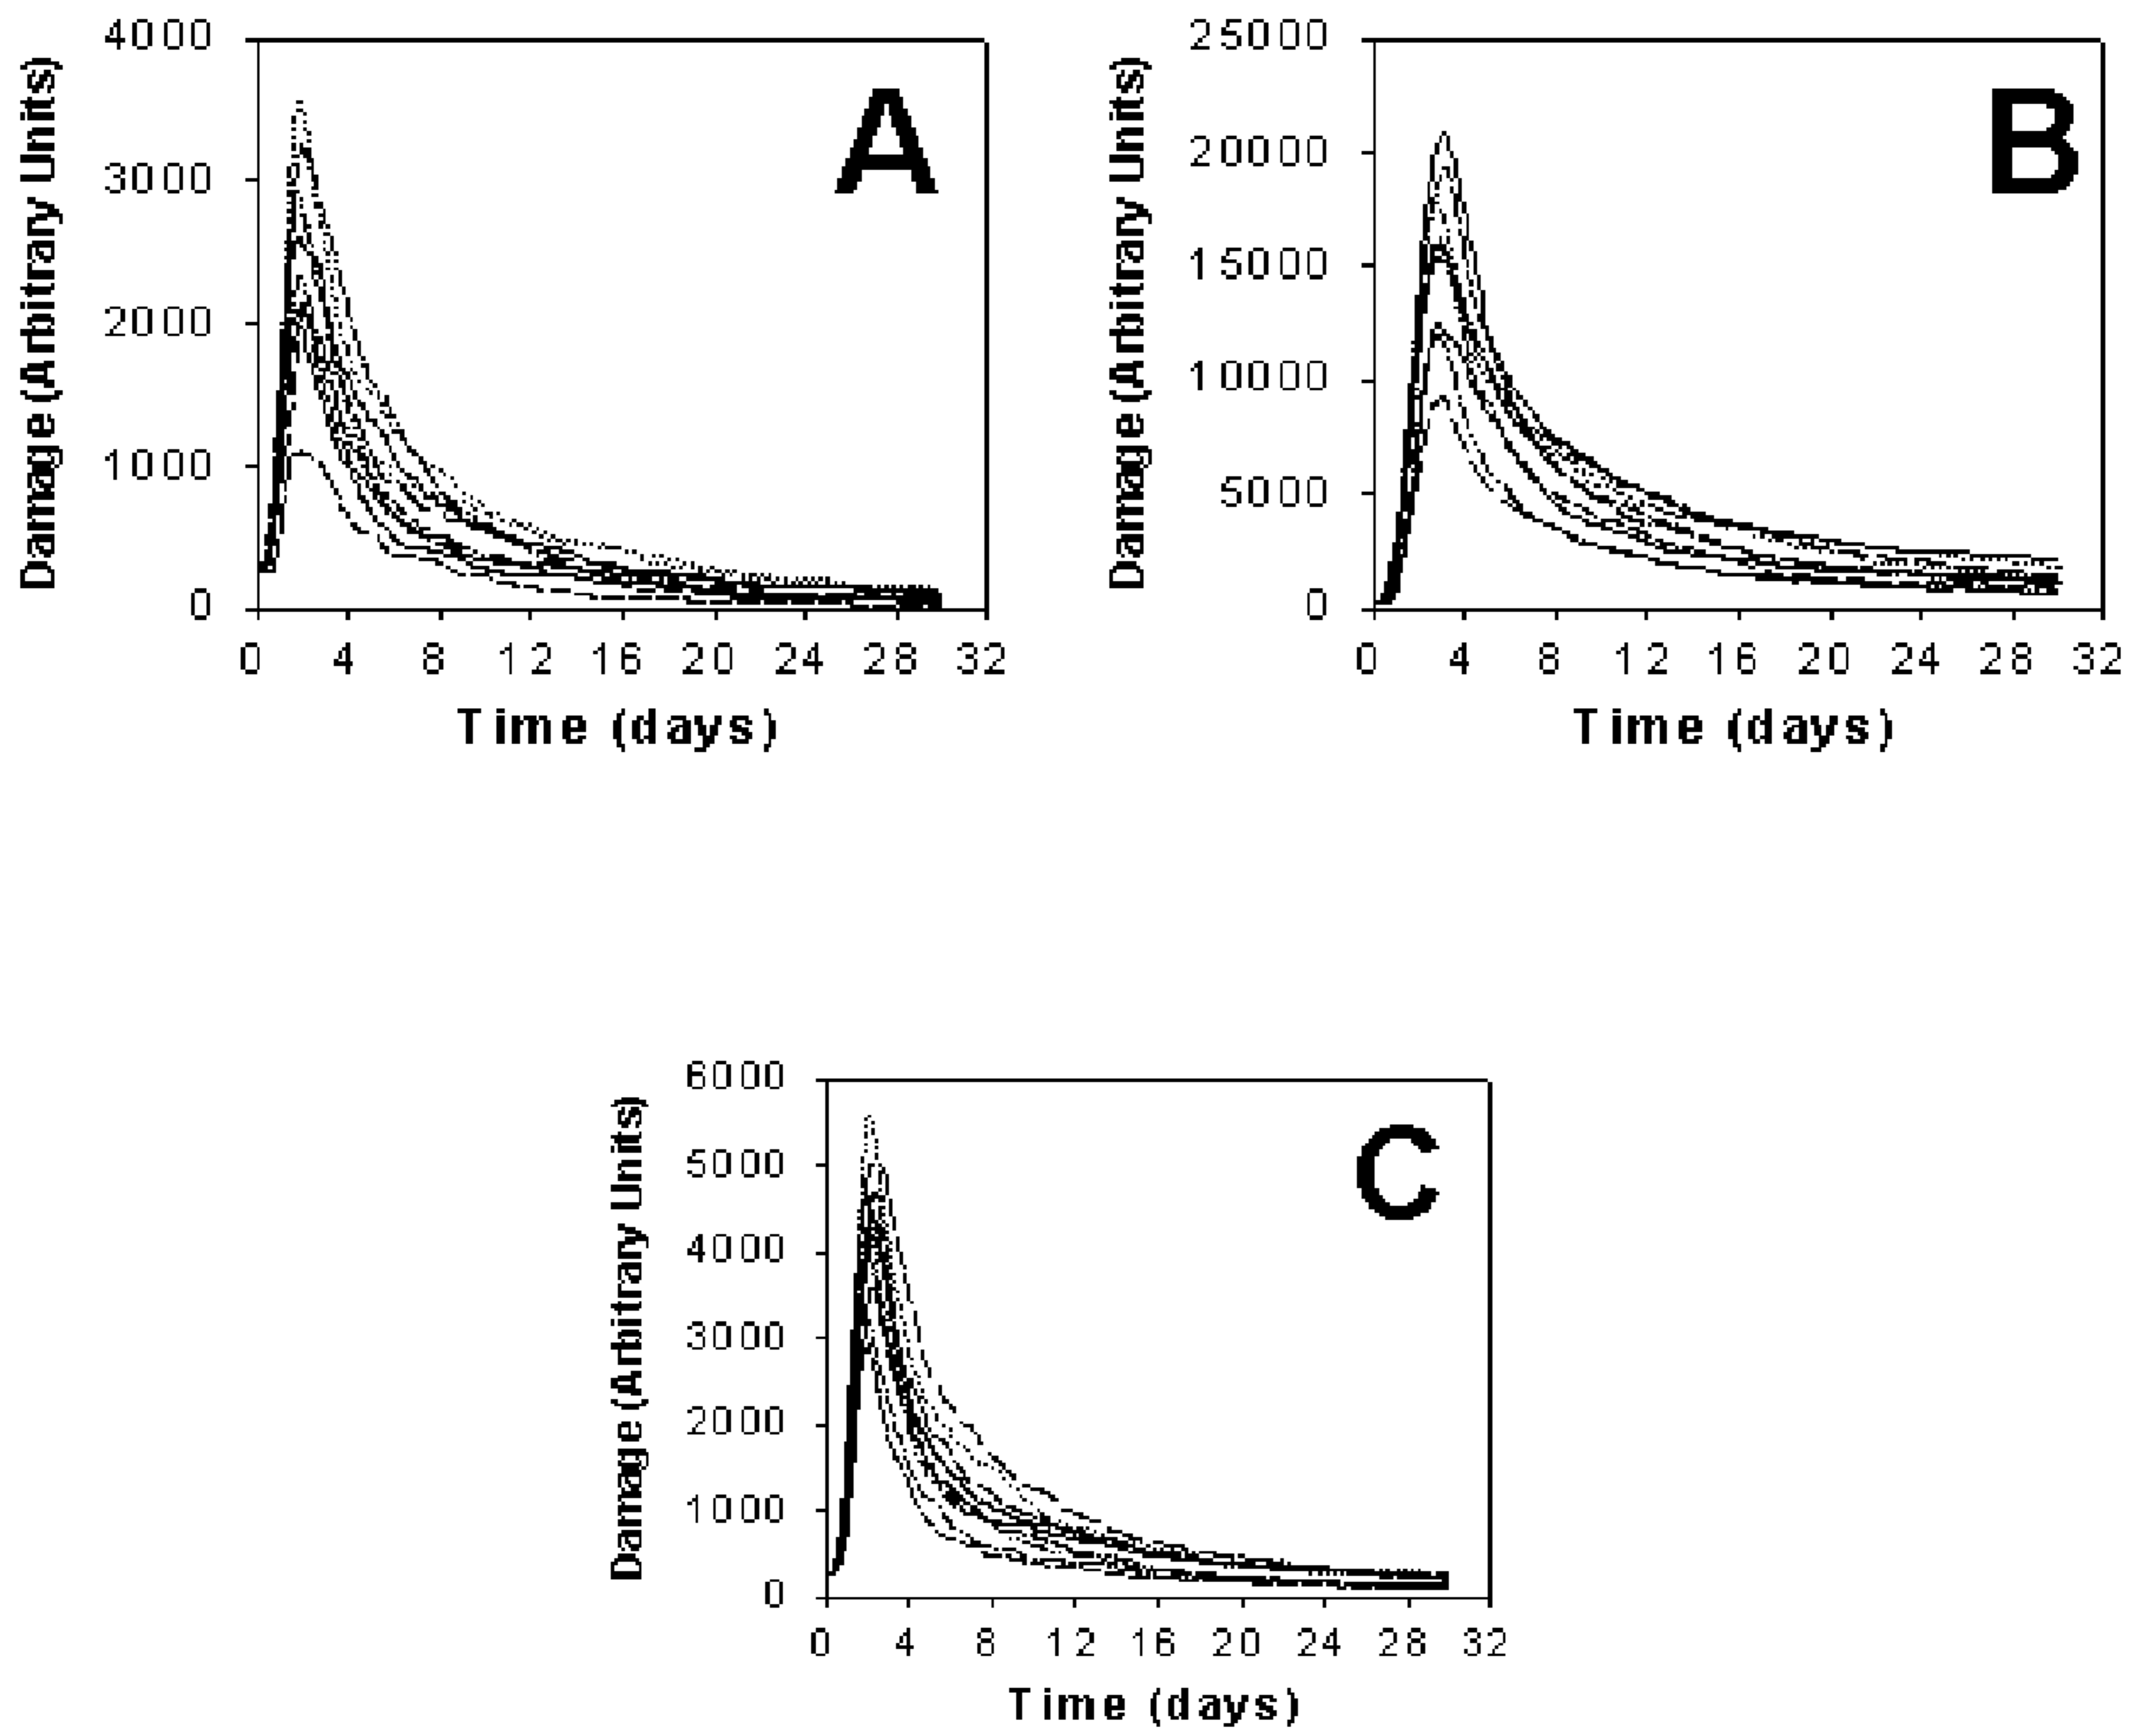 A
Damage (Arbitrary Units)
4000
3000
2000
1000
0
0 4 8 12 16 20 24 28 32
Time (days)
B
Damage (Arbitrary Units)
25000
20000
15000
10000
5000
0
0 4 8 12 16 20 24 28 32
Time (days)
C
Damage (Arbitrary Units)
6000
5000
4000
3000
2000
1000
0
0 4 8 12 16 20 24 28 32
Time (days)